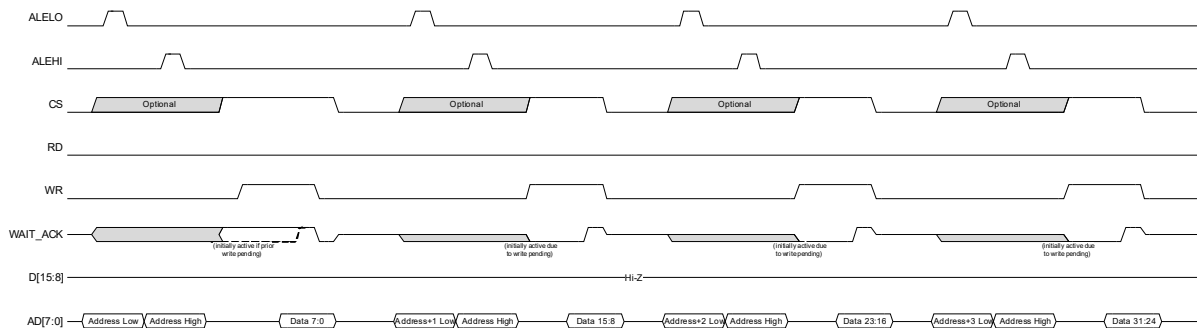 ALELO
ALEHI
CS Optional Optional Optional Optional
RD
WR
WAIT_ACK
(initially active if prior (initially active due (initially active due (initially active due
write pending) to write pending) to write pending) to write pending)
D[15:8] Hi-Z
AD[7:0] Address Low Address High Data 7:0 Address+1 Low Address High Data 15:8 Address+2 Low Address High Data 23:16 Address+3 Low Address High Data 31:24